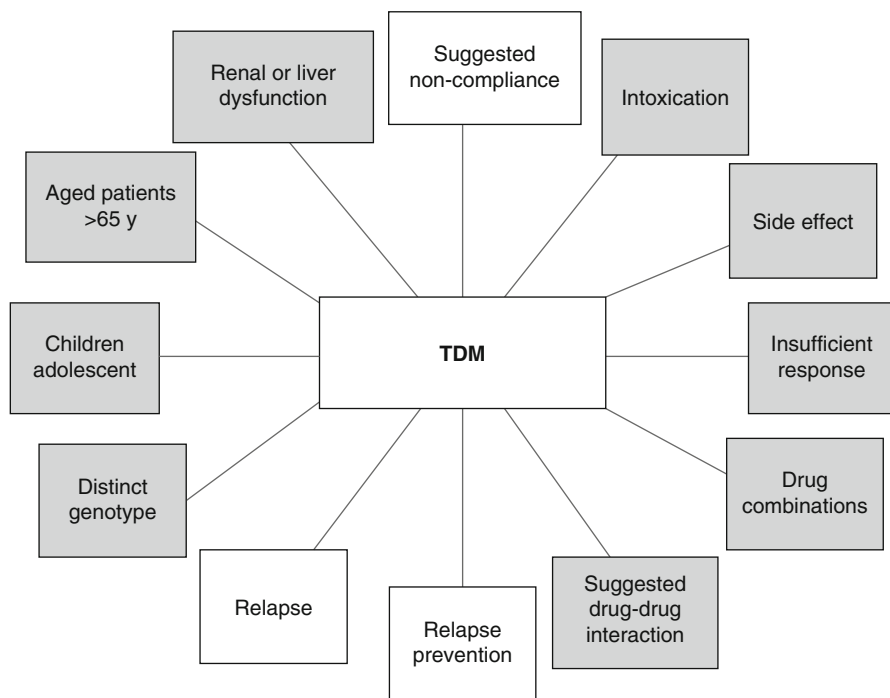 Suggested
non-compliance
Renal or liver
dysfunction
Intoxication
Aged patients
>65 y
Side effect
Children
adolescent
TDM
Insufficient
response
Distinct
genotype
Drug
combinations
Relapse
Relapse
prevention
Suggested
drug-drug
interaction